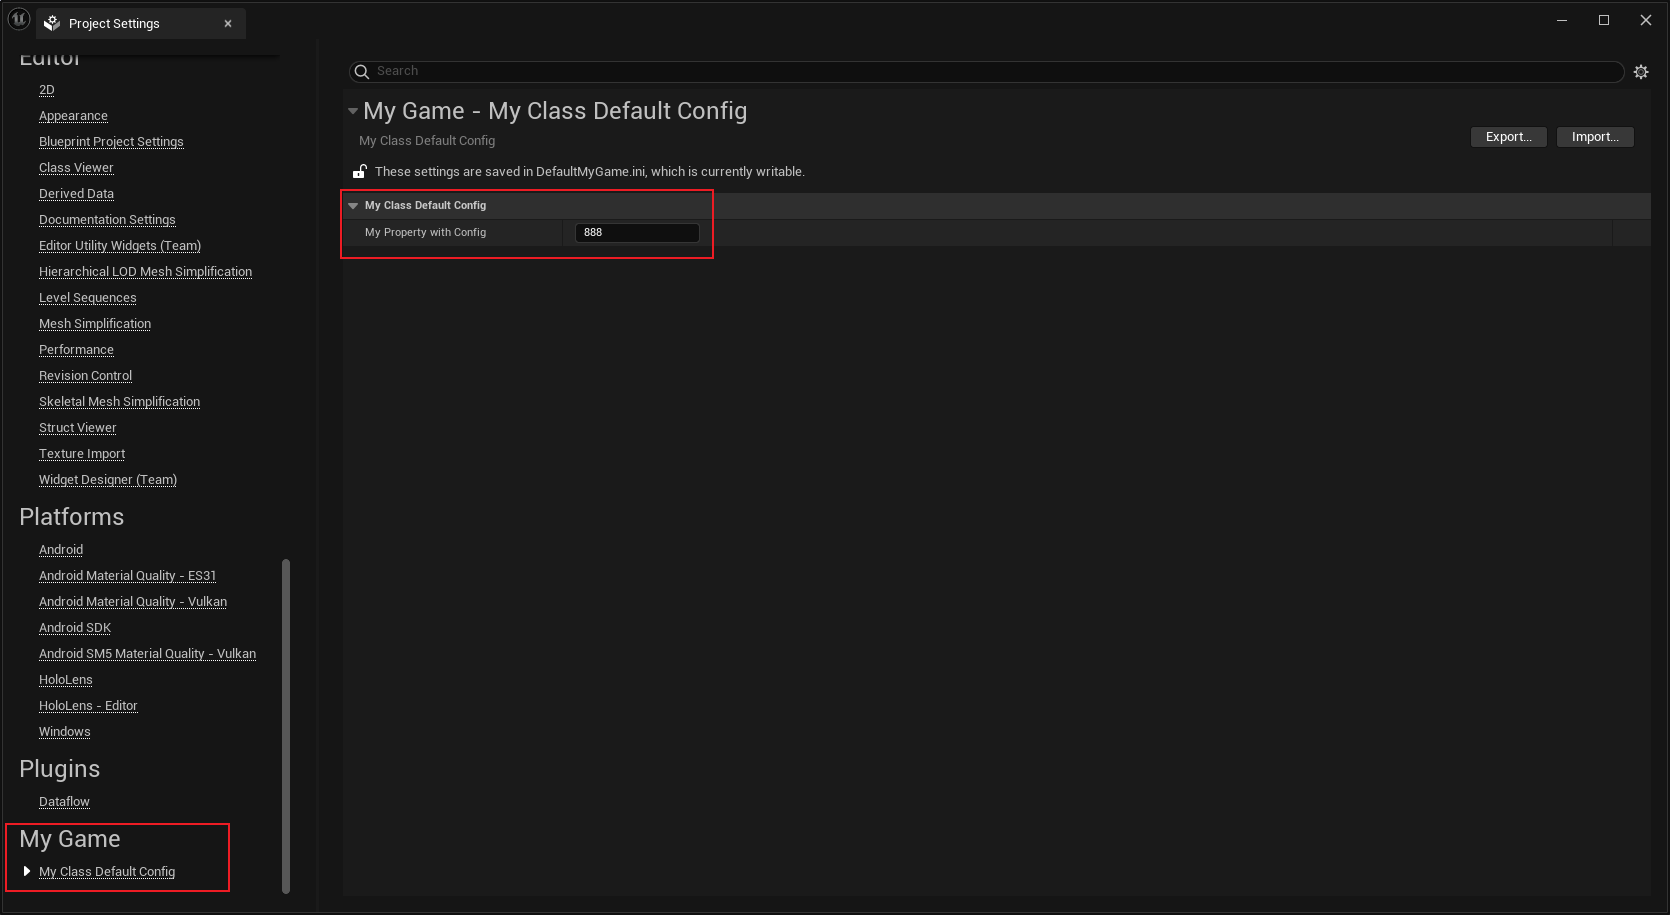 Project Settings
Editor
2D
Appearance
Blueprint Project Settings
Class Viewer
Derived Data
Documentation Settings
Editor Utility Widgets (Team)
Hierarchical LOD Mesh Simplification
Level Sequences
Mesh Simplification
Performance
Revision Control
Skeletal Mesh Simplification
Struct Viewer
Texture Import
Widget Designer (Team)
Platforms
Android
Android Material Quality - ES31
Android Material Quality - Vulkan
Android SDK
Android SM5 Material Quality - Vulkan
HoloLens
HoloLens - Editor
Windows
Plugins
Dataflow
My Game
My Class Default Config
Search
My Game - My Class Default Config
My Class Default Config
Export...
Import...
These settings are saved in DefaultMyGame.ini, which is currently writable.
My Class Default Config
My Property with Config
888